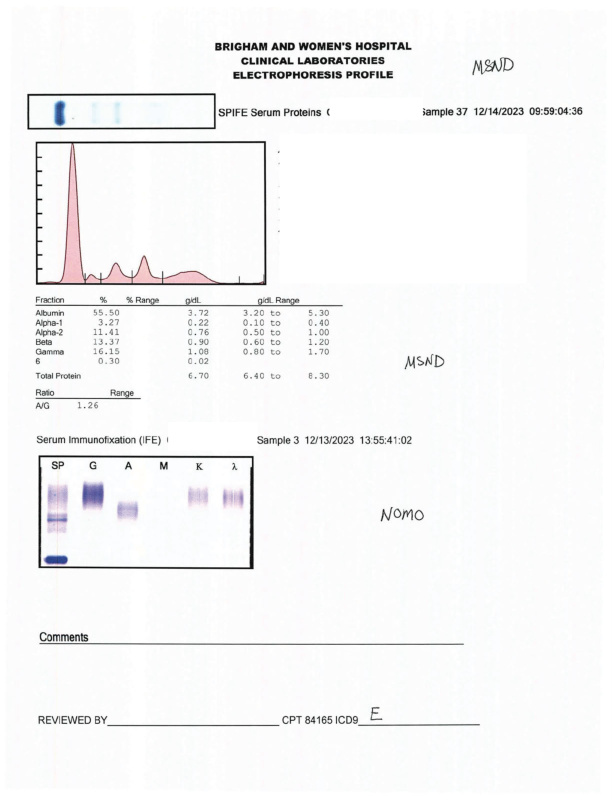 BRIGHAM AND WOMEN'S HOSPITAL
CLINICAL LABORATORIES
ELECTROPHORESIS PROFILE
MSND
SPIFE Serum Proteins ( Sample 37 12/14/2023 09:59:04:36
Fraction % % Range g/dL g/dL Range
Albumin 55.50 3.72 3.20 to 5.30
Alpha-1 3.27 0.22 0.10 to 0.40
Alpha-2 11.41 0.76 0.50 to 1.00
Beta 13.37 0.90 0.60 to 1.20
Gamma 16.15 1.08 0.80 to 1.70
6 0.30 0.02
Total Protein 6.70 6.40 to 8.30
MSND
Ratio Range
A/G 1.26
Serum Immunofixation (IFE) Sample 3 12/13/2023 13:55:41:02
SP G A M K λ
NOMO
Comments
REVIEWED BY CPT 84165 ICD9 E